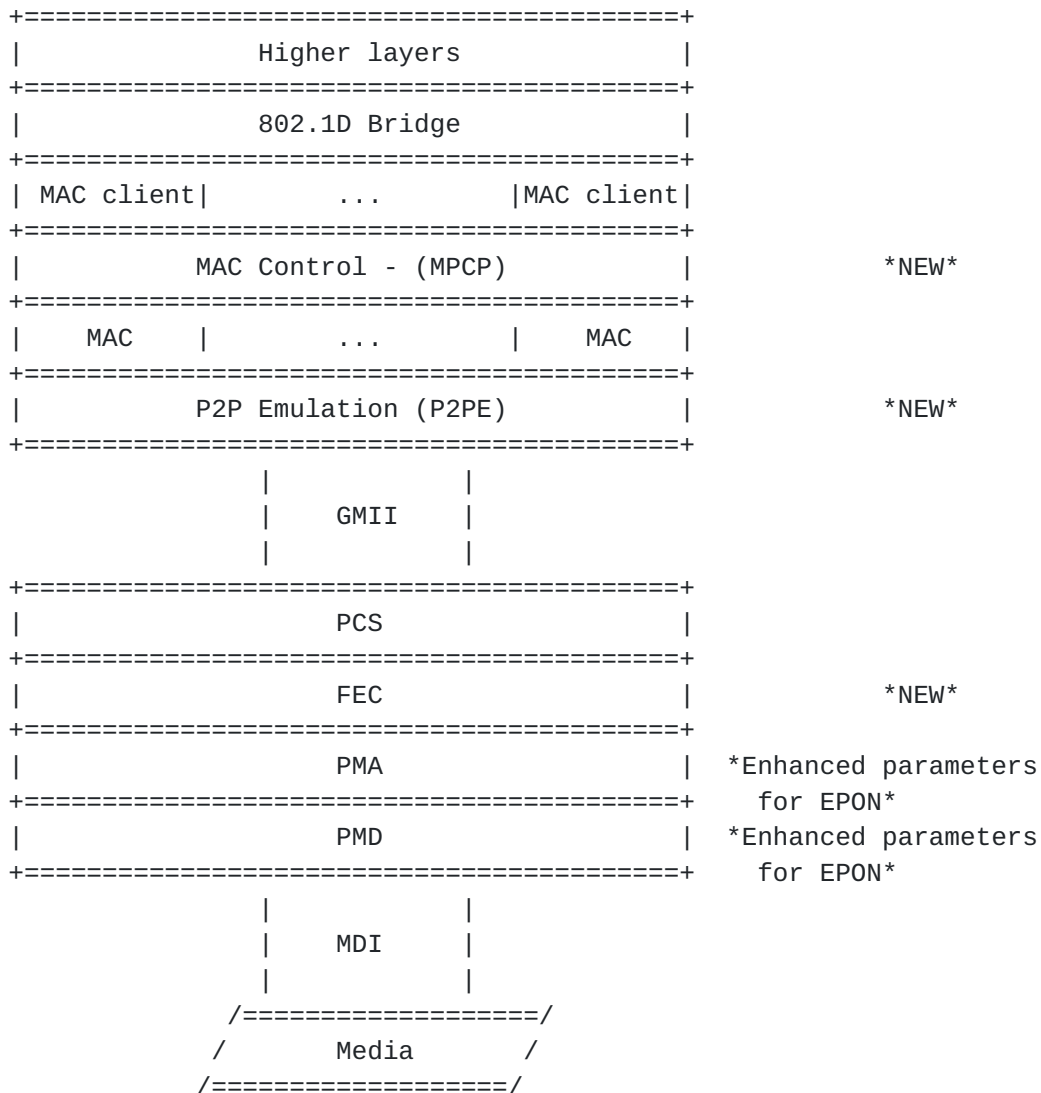 +==========================================+
|               Higher layers              |
+==========================================+
|               802.1D Bridge              |
+==========================================+
| MAC client|        ...       |MAC client|
+==========================================+
|           MAC Control - (MPCP)           |            *NEW*
+==========================================+
|    MAC    |        ...       |    MAC   |
+==========================================+
|           P2P Emulation (P2PE)           |            *NEW*
+==========================================+
                |            |
                |    GMII    |
                |            |
+==========================================+
|                    PCS                   |
+==========================================+
|                    FEC                   |            *NEW*
+==========================================+
|                    PMA                   |  *Enhanced parameters
+==========================================+    for EPON*
|                    PMD                   |  *Enhanced parameters
+==========================================+    for EPON*
                |            |
                |    MDI     |
                |            |
              /===================/
             /       Media       /
            /===================/